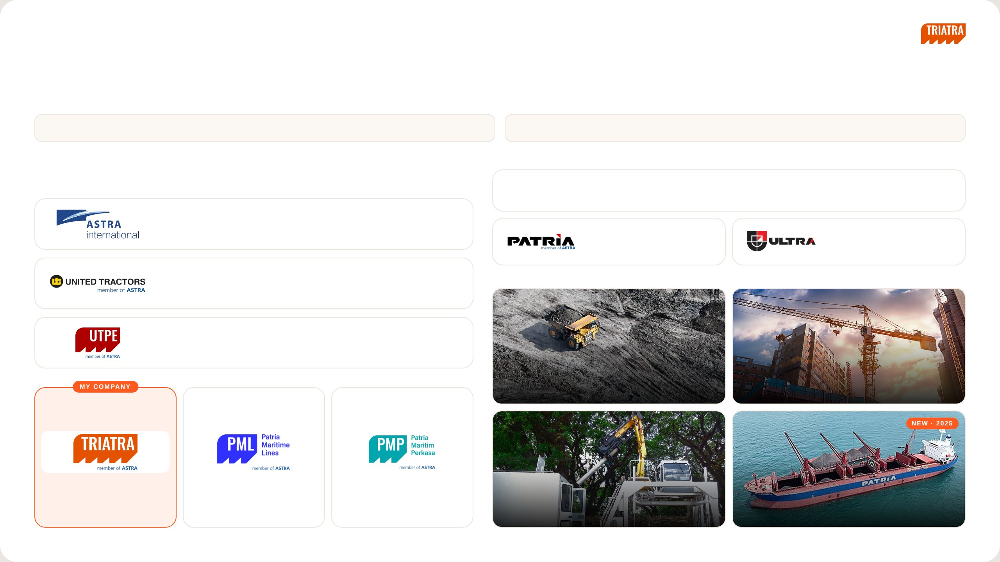 TRIATRA
ASTRA
international
PATRIA
member of ASTRA
ULTRA
UNITED TRACTORS
member of ASTRA
UTPE
member of ASTRA
MY COMPANY
TRIATRA
member of ASTRA
PML
Patria
Maritime
Lines
member of ASTRA
PMP
Patria
Maritim
Perkasa
member of ASTRA
NEW · 2025
PATRIA